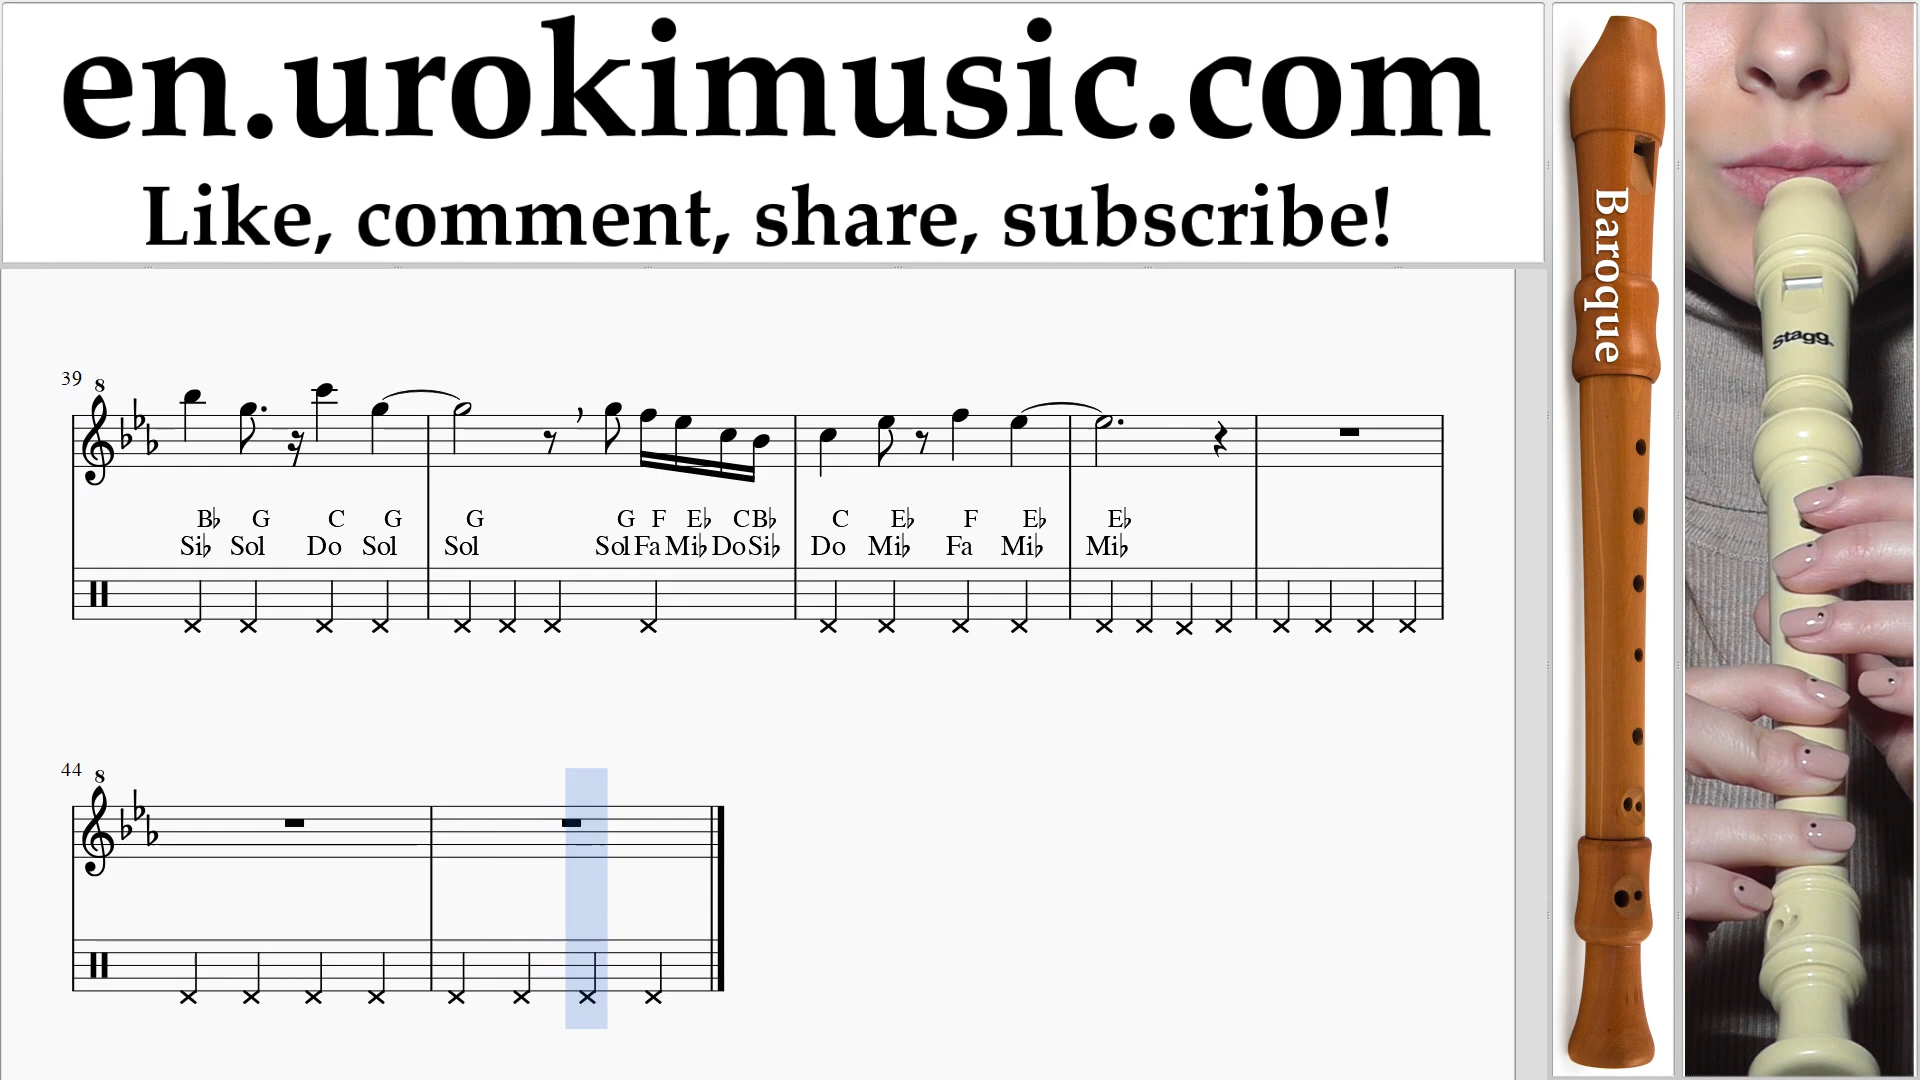 en.urokimusic.com
Like, comment, share, subscribe!
Baroque
Stagg
39
8
B♭ G C G G G F E♭ C B♭ C E♭ F E♭ E♭
Si♭ Sol Do Sol Sol Sol Fa Mi♭ Do Si♭ Do Mi♭ Fa Mi♭ Mi♭
44
8